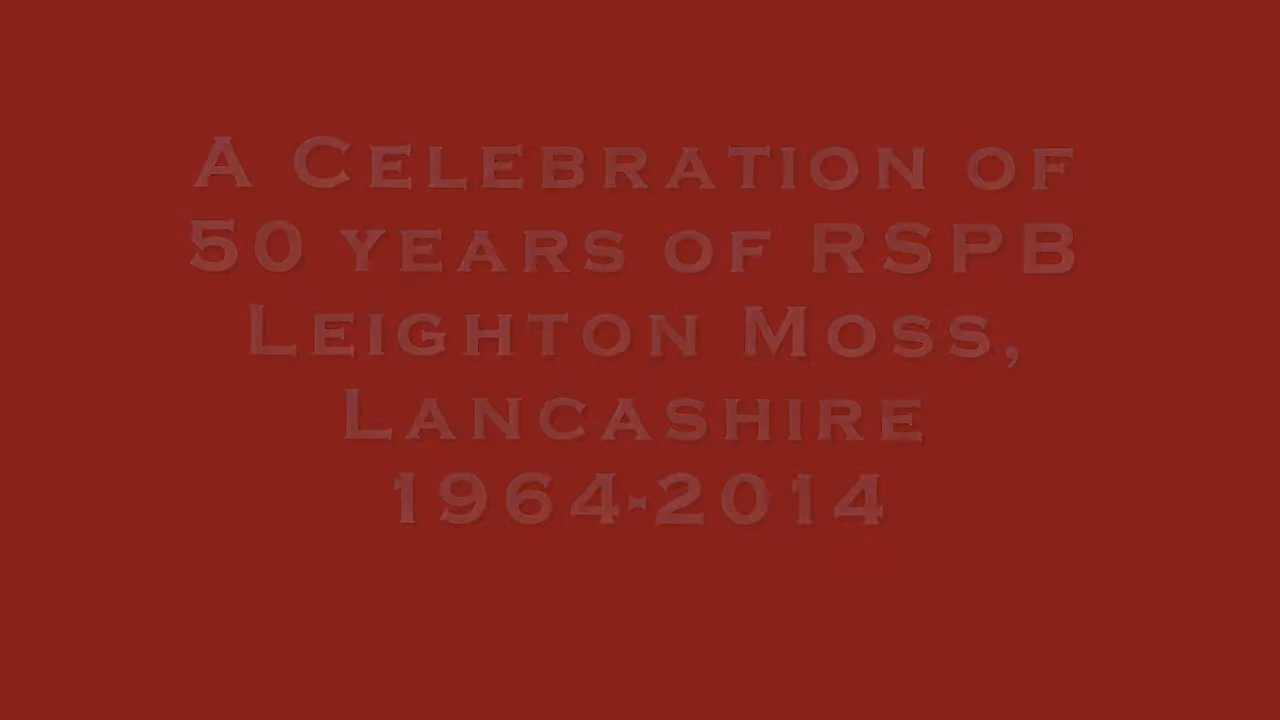 A Celebration of
50 years of RSPB
Leighton Moss,
Lancashire
1964-2014